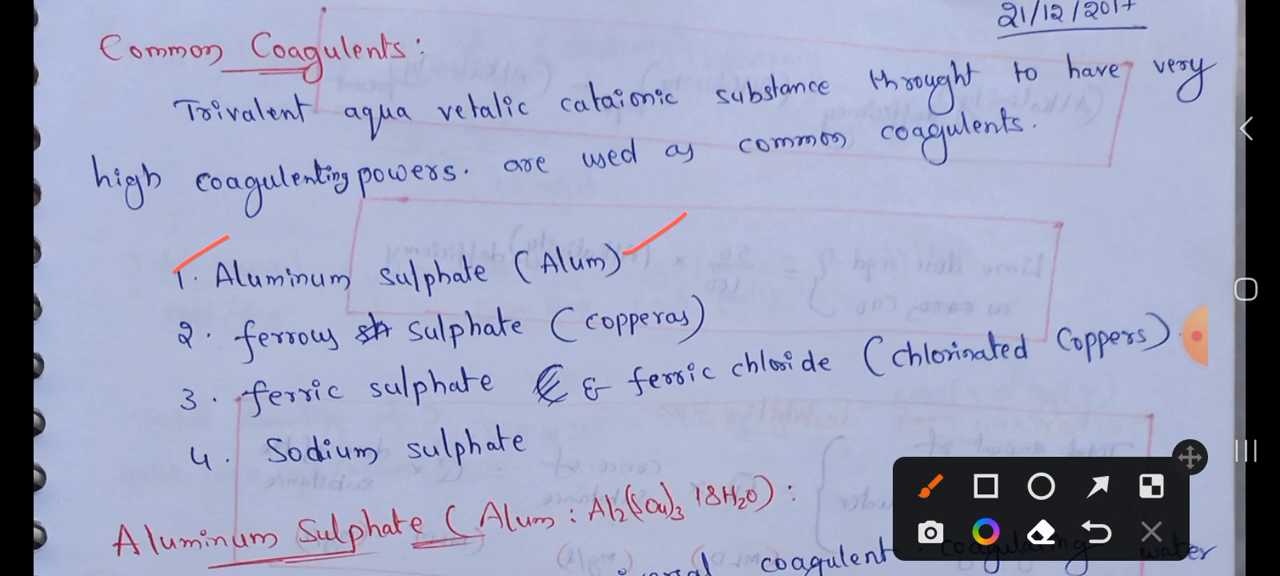 21/12/2017
Common Coagulents:
Trivalent aqua vetalic cataionic substance throught to have very
high coagulenting powers. are used as common coagulents.
1. Aluminum sulphate (Alum)
2. ferrous sulphate (copperas)
3. ferric sulphate & ferric chloride (chlorinated Coppers)
4. Sodium sulphate
Aluminum Sulphate (Alum: Al2(So4)3 18H2O):
coagulent coagulating water